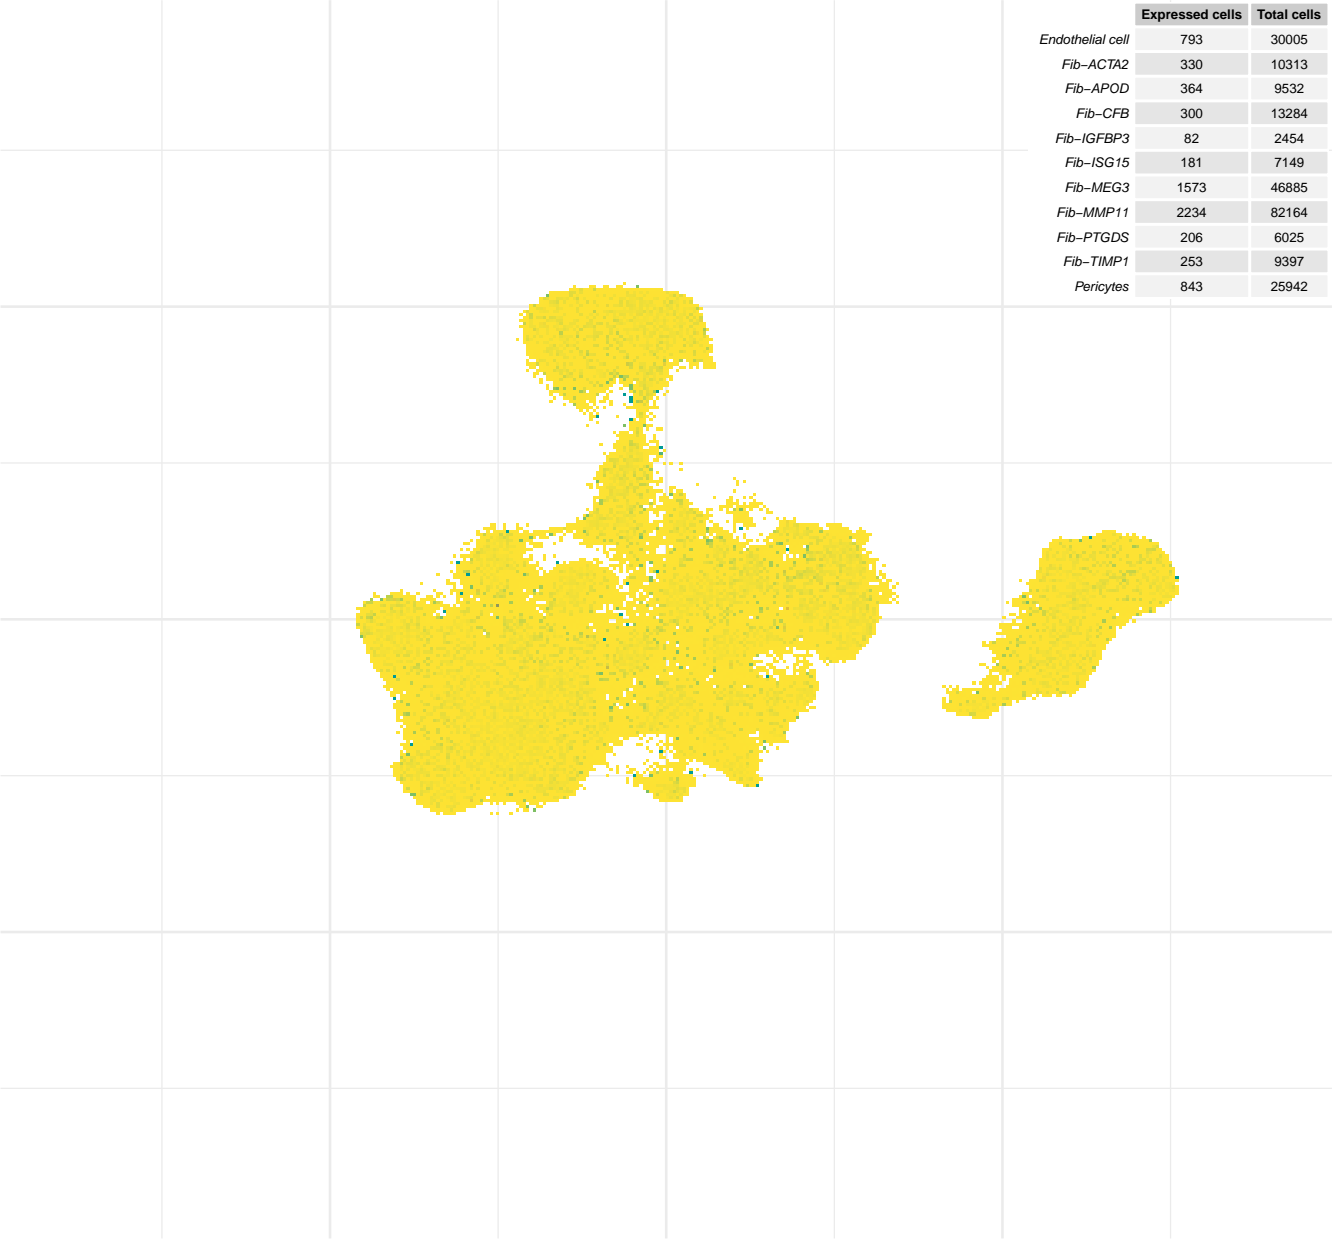 Expressed cells Total cells
Endothelial cell 793 30005
Fib−ACTA2 330 10313
Fib−APOD 364 9532
Fib−CFB 300 13284
Fib−IGFBP3 82 2454
Fib−ISG15 181 7149
Fib−MEG3 1573 46885
Fib−MMP11 2234 82164
Fib−PTGDS 206 6025
Fib−TIMP1 253 9397
Pericytes 843 25942